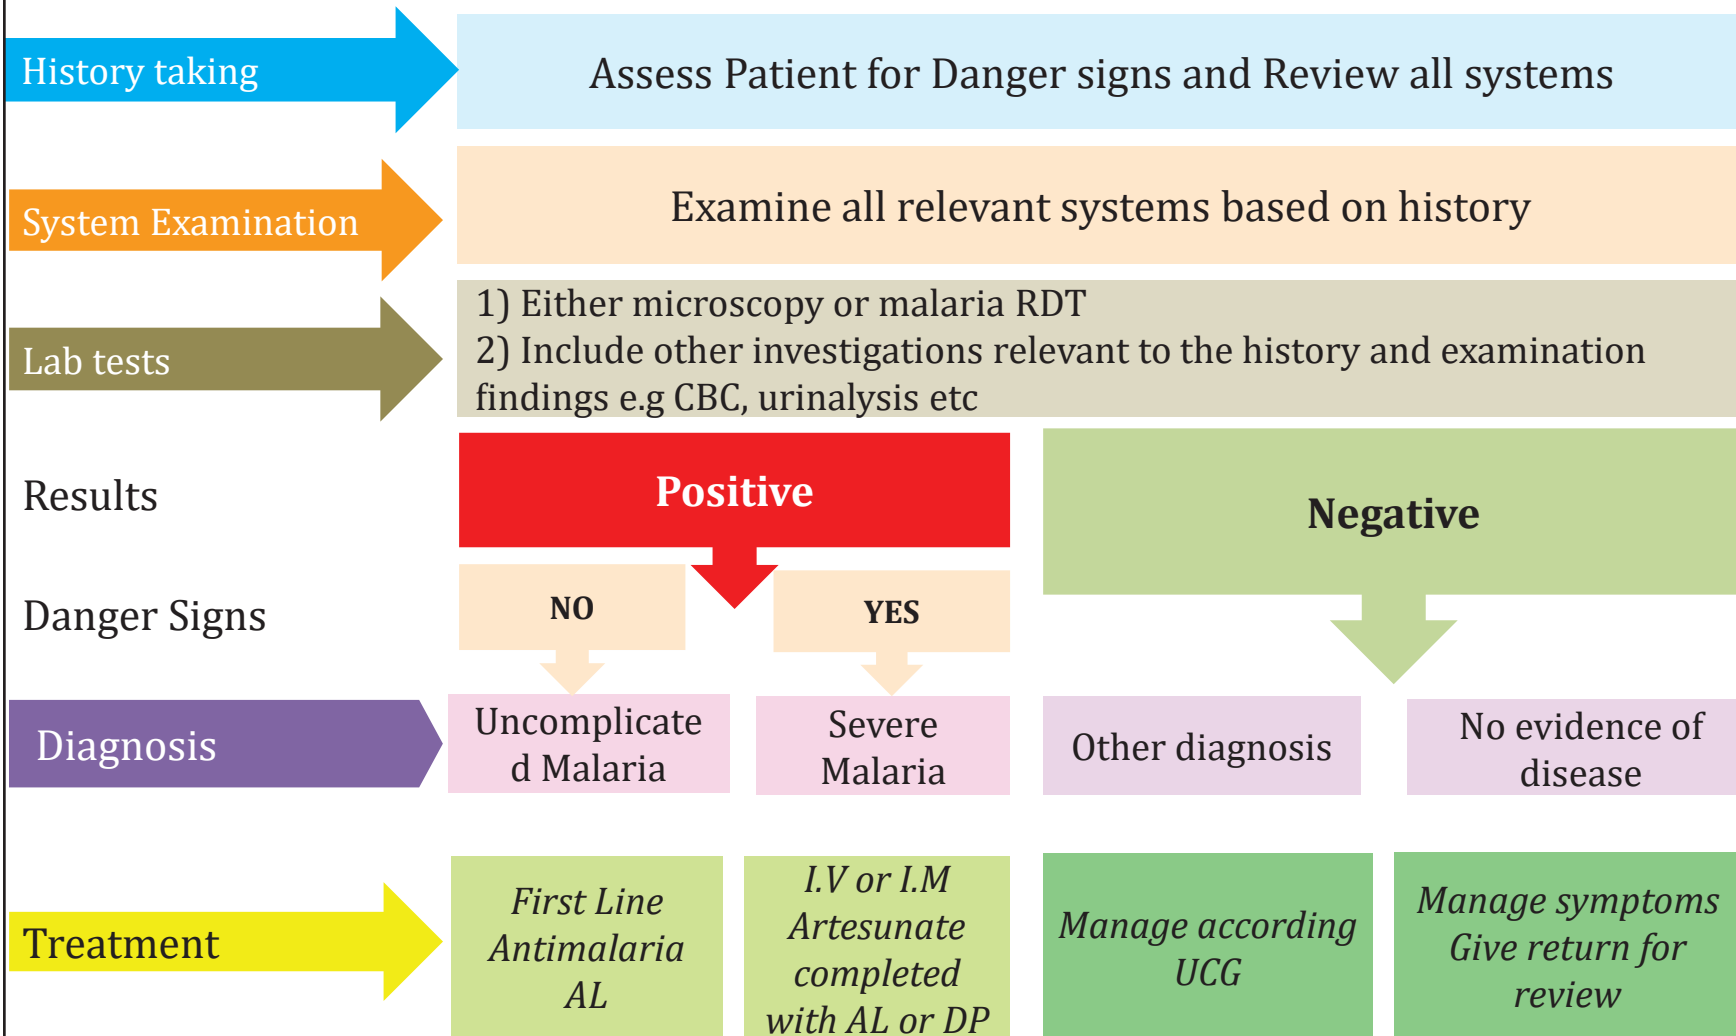 History taking
Assess Patient for Danger signs and Review all systems
System Examination
Examine all relevant systems based on history
Lab tests
1) Either microscopy or malaria RDT
2) Include other investigations relevant to the history and examination
findings e.g CBC, urinalysis etc
Results
Positive
Negative
Danger Signs
NO
YES
Diagnosis
Uncomplicate
d Malaria
Severe
Malaria
Other diagnosis
No evidence of
disease
Treatment
First Line
Antimalaria
AL
I.V or I.M
Artesunate
completed
with AL or DP
Manage according
UCG
Manage symptoms
Give return for
review